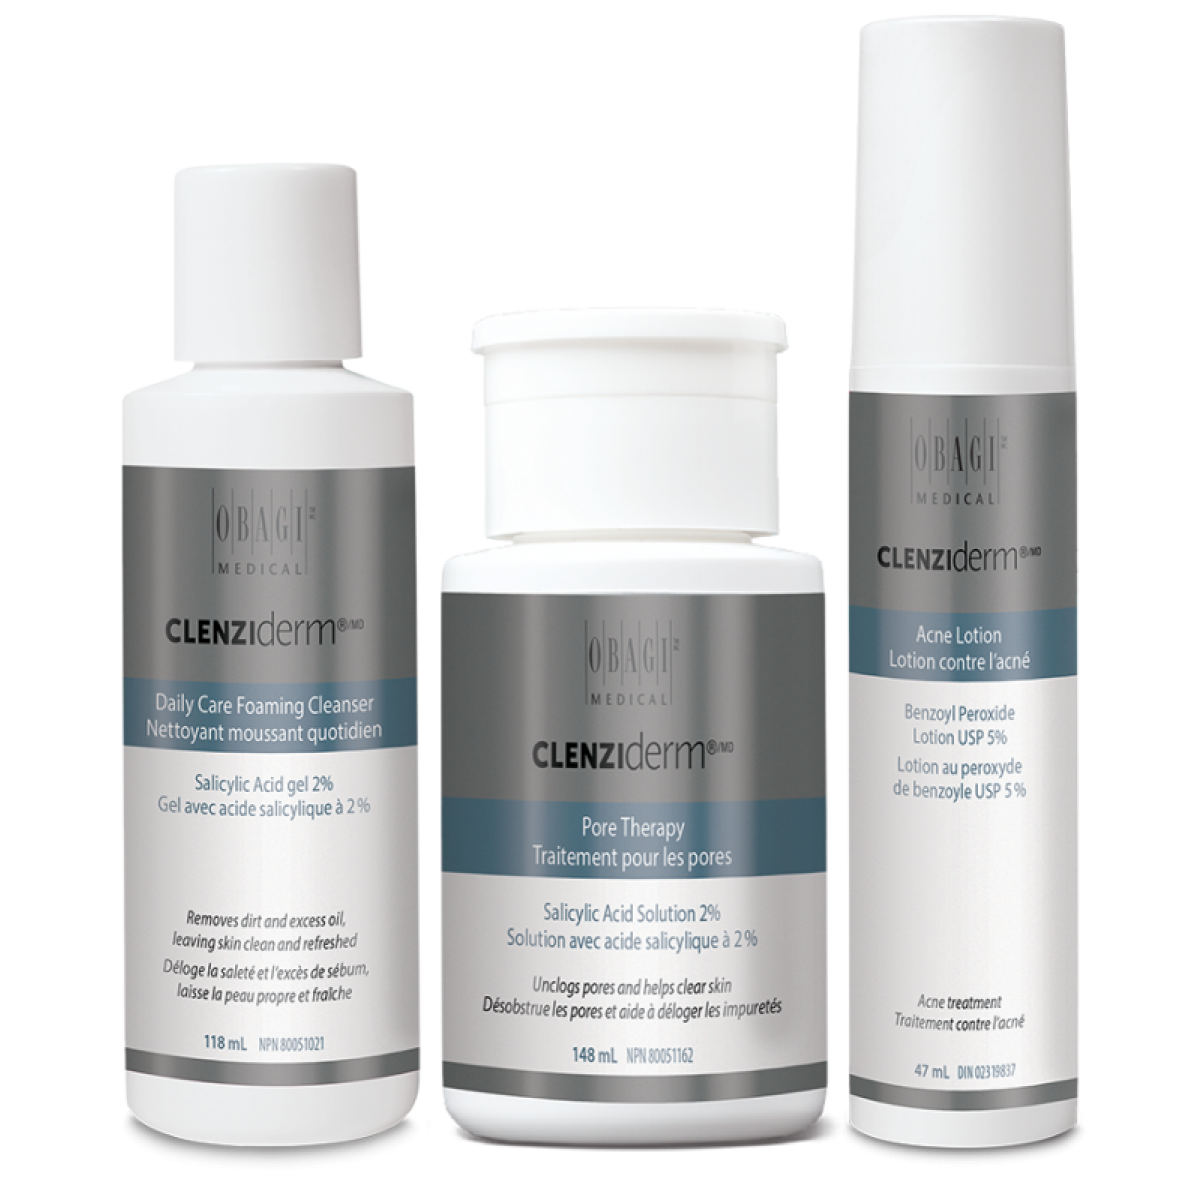 OBAGI MD
MEDICAL
CLENZIderm®/MD
Daily Care Foaming Cleanser
Nettoyant moussant quotidien
Salicylic Acid gel 2%
Gel avec acide salicylique à 2%
Removes dirt and excess oil,
leaving skin clean and refreshed
Déloge la saleté et l'excès de sébum,
laisse la peau propre et fraîche
118 mL NPN 80051021
OBAGI
MEDICAL
CLENZIderm®/MD
Pore Therapy
Traitement pour les pores
Salicylic Acid Solution 2%
Solution avec acide salicylique à 2%
Unclogs pores and helps clear skin
Désobstrue les pores et aide à déloger les impuretés
148 mL NPN 80051162
OBAGI
MEDICAL
CLENZIderm®/MD
Acne Lotion
Lotion contre l'acné
Benzoyl Peroxide
Lotion USP 5%
Lotion au peroxyde
de benzoyle USP 5%
Acne treatment
Traitement contre l'acné
47 mL DIN 02319837